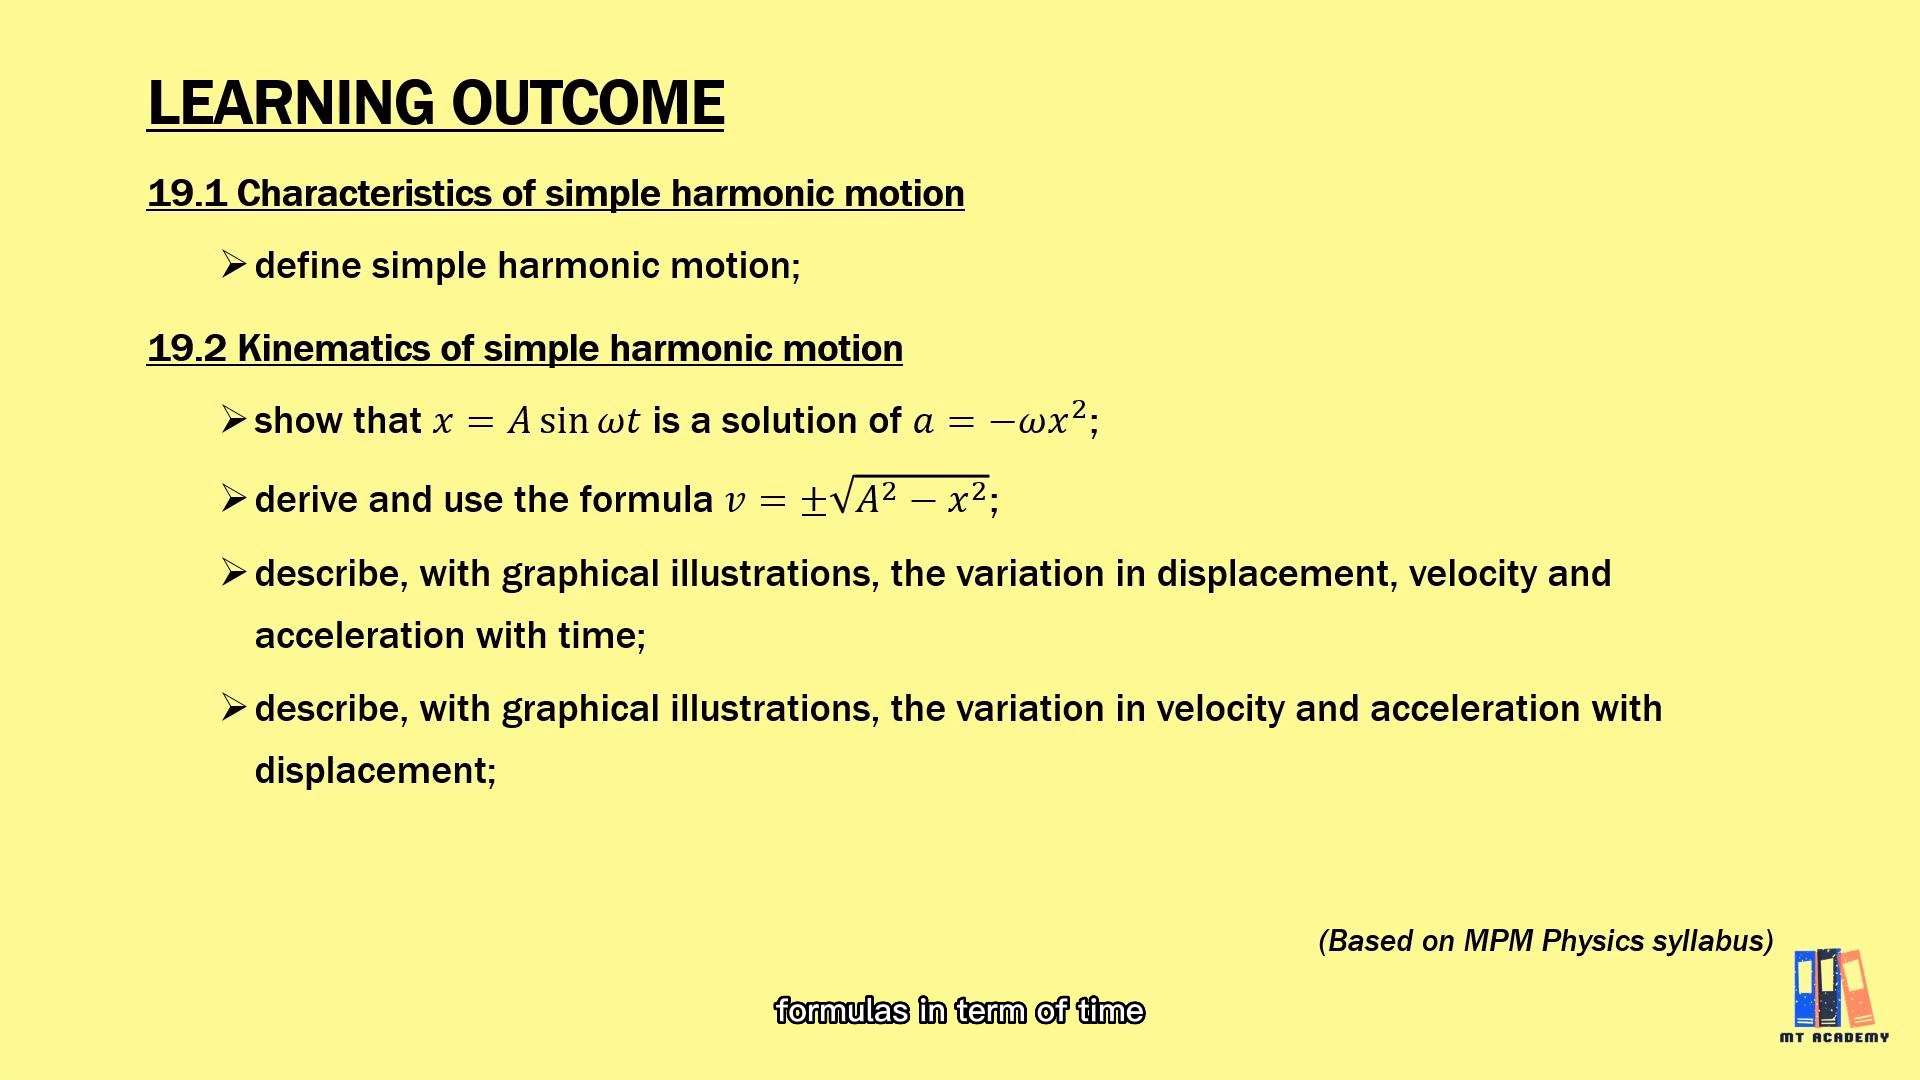 LEARNING OUTCOME
19.1 Characteristics of simple harmonic motion
➢ define simple harmonic motion;
19.2 Kinematics of simple harmonic motion
➢ show that x = A sin ωt is a solution of a = −ωx²;
➢ derive and use the formula v = ±√(A² − x²);
➢ describe, with graphical illustrations, the variation in displacement, velocity and
acceleration with time;
➢ describe, with graphical illustrations, the variation in velocity and acceleration with
displacement;
(Based on MPM Physics syllabus)
formulas in term of time
MT ACADEMY